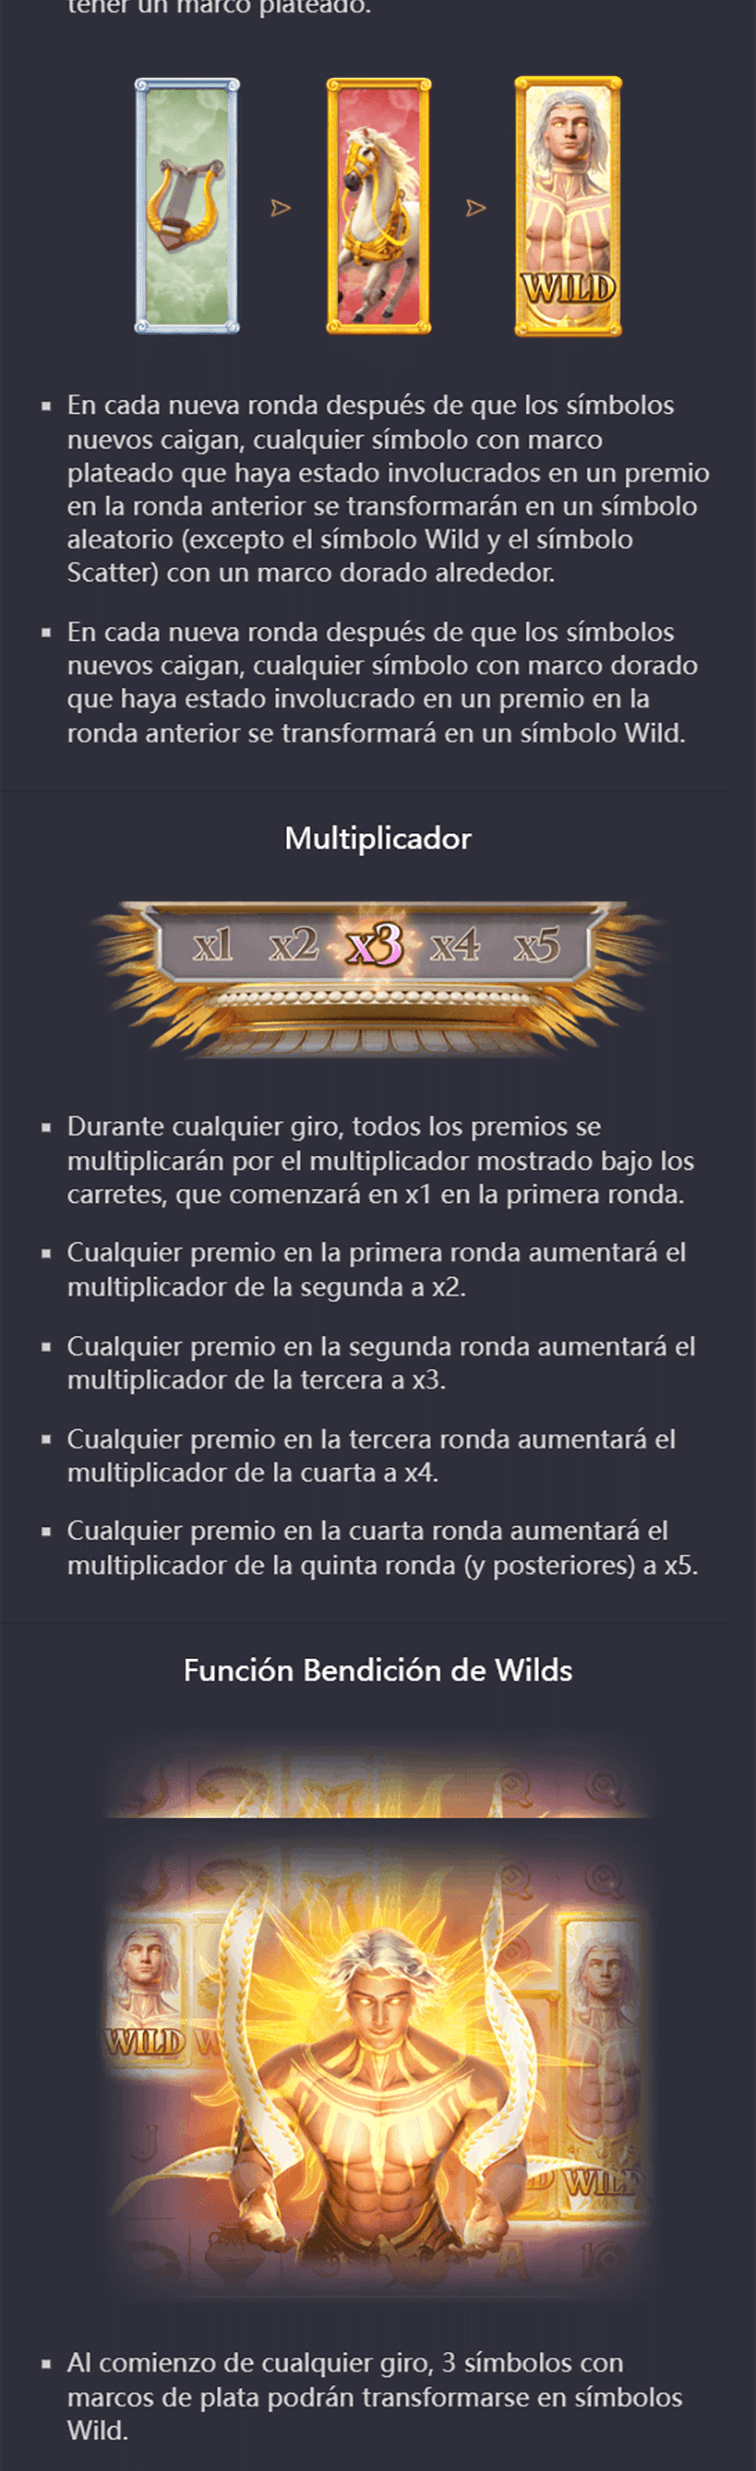 tener un marco plateado.
WILD
En cada nueva ronda después de que los símbolos
nuevos caigan, cualquier símbolo con marco
plateado que haya estado involucrados en un premio
en la ronda anterior se transformarán en un símbolo
aleatorio (excepto el símbolo Wild y el símbolo
Scatter) con un marco dorado alrededor.
En cada nueva ronda después de que los símbolos
nuevos caigan, cualquier símbolo con marco dorado
que haya estado involucrado en un premio en la
ronda anterior se transformará en un símbolo Wild.
Multiplicador
x1 x2 x3 x4 x5
Durante cualquier giro, todos los premios se
multiplicarán por el multiplicador mostrado bajo los
carretes, que comenzará en x1 en la primera ronda.
Cualquier premio en la primera ronda aumentará el
multiplicador de la segunda a x2.
Cualquier premio en la segunda ronda aumentará el
multiplicador de la tercera a x3.
Cualquier premio en la tercera ronda aumentará el
multiplicador de la cuarta a x4.
Cualquier premio en la cuarta ronda aumentará el
multiplicador de la quinta ronda (y posteriores) a x5.
Función Bendición de Wilds
Q Q
Q Q
WILD W
J
D WILD
A 10
Al comienzo de cualquier giro, 3 símbolos con
marcos de plata podrán transformarse en símbolos
Wild.